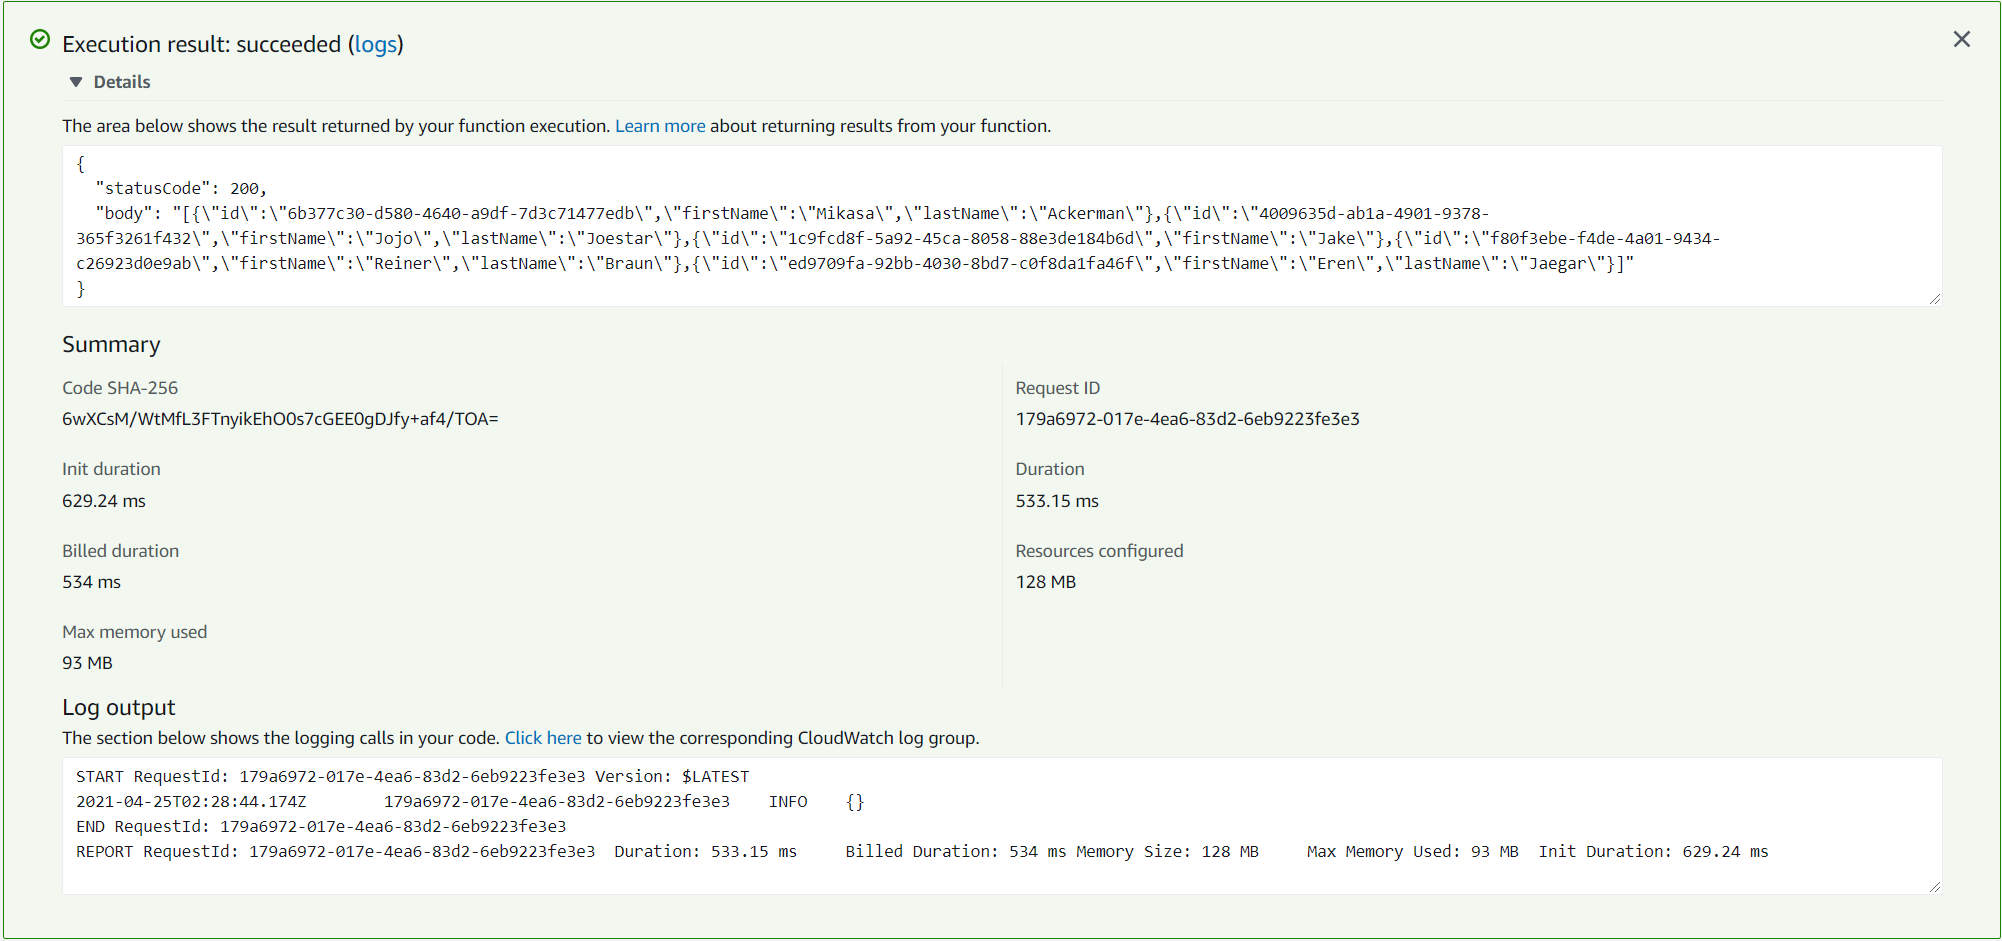 Execution result: succeeded (logs)
Details
The area below shows the result returned by your function execution. Learn more about returning results from your function.
{
  "statusCode": 200,
  "body": "[{\"id\":\"6b377c30-d580-4640-a9df-7d3c71477edb\",\"firstName\":\"Mikasa\",\"lastName\":\"Ackerman\"},{\"id\":\"4009635d-ab1a-4901-9378-
365f3261f432\",\"firstName\":\"Jojo\",\"lastName\":\"Joestar\"},{\"id\":\"1c9fcd8f-5a92-45ca-8058-88e3de184b6d\",\"firstName\":\"Jake\"},{\"id\":\"f80f3ebe-f4de-4a01-9434-
c26923d0e9ab\",\"firstName\":\"Reiner\",\"lastName\":\"Braun\"},{\"id\":\"ed9709fa-92bb-4030-8bd7-c0f8da1fa46f\",\"firstName\":\"Eren\",\"lastName\":\"Jaegar\"}]"
}
Summary
Code SHA-256
6wXCsM/WtMfL3FTnyikEhO0s7cGEE0gDJfy+af4/TOA=
Request ID
179a6972-017e-4ea6-83d2-6eb9223fe3e3
Init duration
629.24 ms
Duration
533.15 ms
Billed duration
534 ms
Resources configured
128 MB
Max memory used
93 MB
Log output
The section below shows the logging calls in your code. Click here to view the corresponding CloudWatch log group.
START RequestId: 179a6972-017e-4ea6-83d2-6eb9223fe3e3 Version: $LATEST
2021-04-25T02:28:44.174Z	179a6972-017e-4ea6-83d2-6eb9223fe3e3	INFO	{}
END RequestId: 179a6972-017e-4ea6-83d2-6eb9223fe3e3
REPORT RequestId: 179a6972-017e-4ea6-83d2-6eb9223fe3e3	Duration: 533.15 ms	Billed Duration: 534 ms	Memory Size: 128 MB	Max Memory Used: 93 MB	Init Duration: 629.24 ms